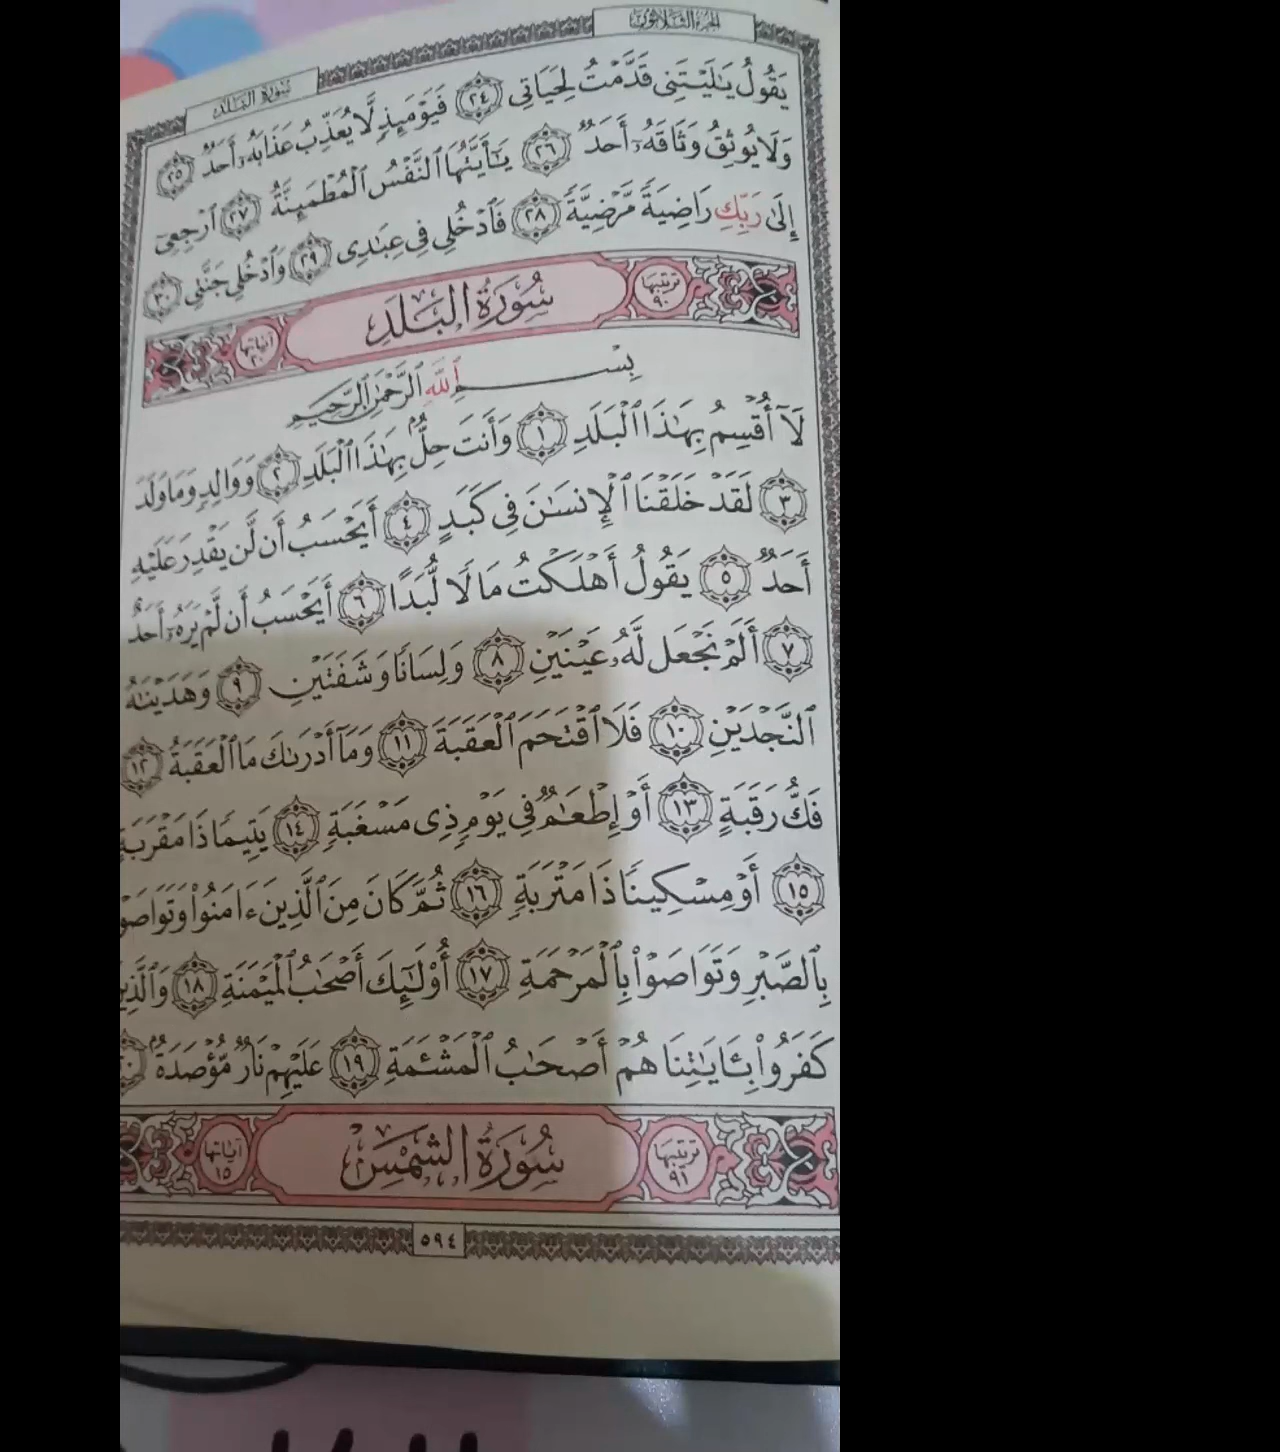 الجزء الثلاثون
سورة البلد
يَقُولُ يَٰلَيْتَنِى قَدَّمْتُ لِحَيَاتِى ٢٤ فَيَوْمَئِذٍ لَّا يُعَذِّبُ عَذَابَهُۥٓ أَحَدٌ ٢٥
وَلَا يُوثِقُ وَثَاقَهُۥٓ أَحَدٌ ٢٦ يَٰٓأَيَّتُهَا ٱلنَّفْسُ ٱلْمُطْمَئِنَّةُ ٢٧ ٱرْجِعِىٓ
إِلَىٰ رَبِّكِ رَاضِيَةً مَّرْضِيَّةً ٢٨ فَٱدْخُلِى فِى عِبَٰدِى ٢٩ وَٱدْخُلِى جَنَّتِى ٣٠
ترتيبها ٩٠ سُورَةُ البَلَدِ آياتها ٢٠
بِسْمِ ٱللَّهِ ٱلرَّحْمَٰنِ ٱلرَّحِيمِ
لَآ أُقْسِمُ بِهَٰذَا ٱلْبَلَدِ ١ وَأَنتَ حِلٌّۢ بِهَٰذَا ٱلْبَلَدِ ٢ وَوَالِدٍ وَمَا وَلَدَ
٣ لَقَدْ خَلَقْنَا ٱلْإِنسَٰنَ فِى كَبَدٍ ٤ أَيَحْسَبُ أَن لَّن يَقْدِرَ عَلَيْهِ
أَحَدٌ ٥ يَقُولُ أَهْلَكْتُ مَالًا لُّبَدًا ٦ أَيَحْسَبُ أَن لَّمْ يَرَهُۥٓ أَحَدٌ
٧ أَلَمْ نَجْعَل لَّهُۥ عَيْنَيْنِ ٨ وَلِسَانًا وَشَفَتَيْنِ ٩ وَهَدَيْنَٰهُ
ٱلنَّجْدَيْنِ ١٠ فَلَا ٱقْتَحَمَ ٱلْعَقَبَةَ ١١ وَمَآ أَدْرَىٰكَ مَا ٱلْعَقَبَةُ ١٢
فَكُّ رَقَبَةٍ ١٣ أَوْ إِطْعَٰمٌ فِى يَوْمٍ ذِى مَسْغَبَةٍ ١٤ يَتِيمًا ذَا مَقْرَبَةٍ
١٥ أَوْ مِسْكِينًا ذَا مَتْرَبَةٍ ١٦ ثُمَّ كَانَ مِنَ ٱلَّذِينَ ءَامَنُوا۟ وَتَوَاصَوْ
بِٱلصَّبْرِ وَتَوَاصَوْا۟ بِٱلْمَرْحَمَةِ ١٧ أُو۟لَٰٓئِكَ أَصْحَٰبُ ٱلْمَيْمَنَةِ ١٨ وَٱلَّذِينَ
كَفَرُوا۟ بِـَٔايَٰتِنَا هُمْ أَصْحَٰبُ ٱلْمَشْـَٔمَةِ ١٩ عَلَيْهِمْ نَارٌ مُّؤْصَدَةٌۢ ٢٠
ترتيبها ٩١ سُورَةُ الشَّمْسِ آياتها ١٥
٥٩٤